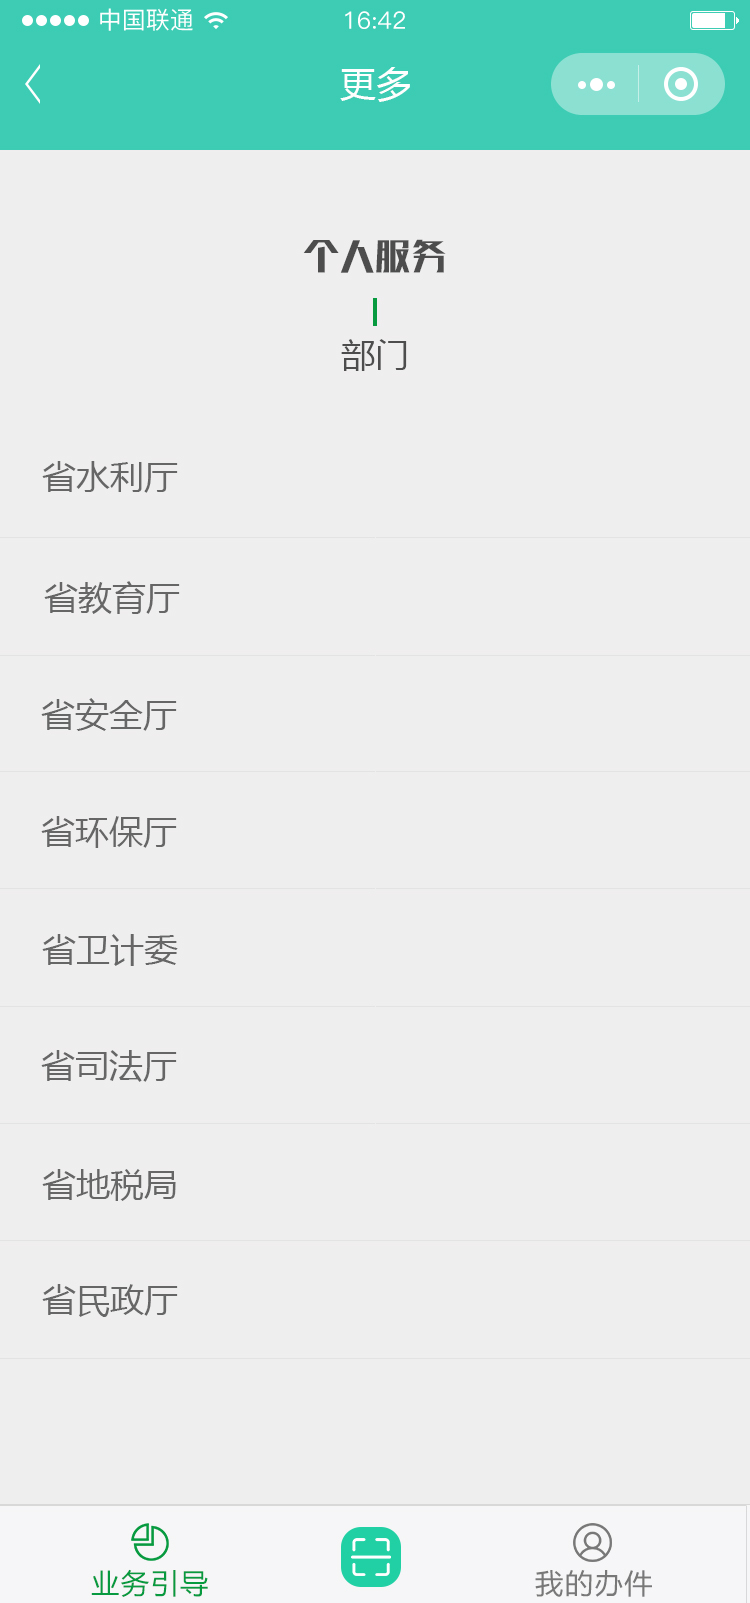 中国联通 16:42
更多
个人服务
部门
省水利厅
省教育厅
省安全厅
省环保厅
省卫计委
省司法厅
省地税局
省民政厅
业务引导 我的办件